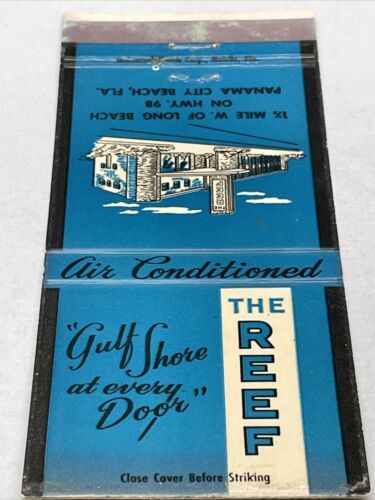 1½ MILE W. OF LONG BEACH
ON HWY. 98
PANAMA CITY BEACH, FLA.
Air Conditioned
"Gulf Shore
at every
Door"
THE
REEF
Close Cover Before Striking